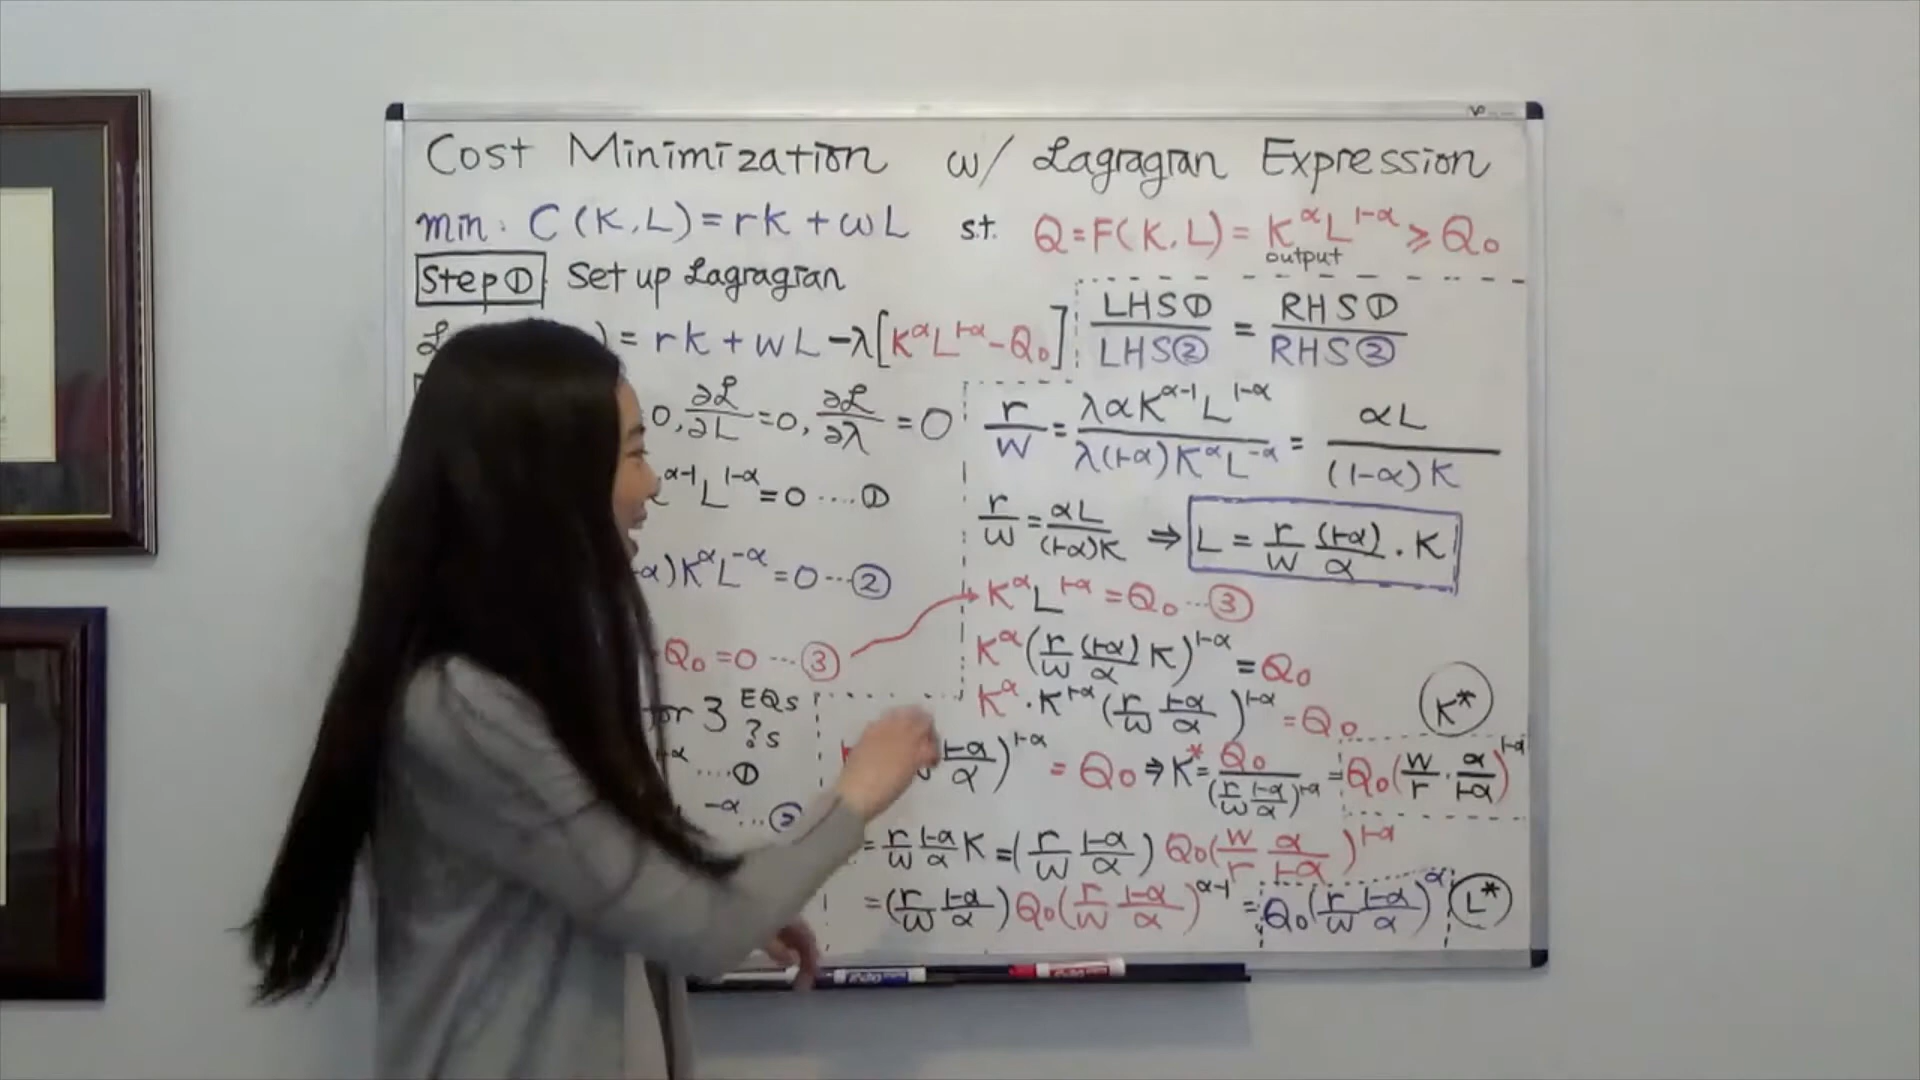 Cost Minimization w/ Lagragian Expression
min. C(K,L)=rK+wL s.t. Q=F(K,L)=K^α L^{1-α} ≥ Q₀
output
Step ① Set up Lagragian
ℒ ) = rK + wL - λ[K^α L^{1-α} - Q₀]
0, ∂ℒ/∂L = 0, ∂ℒ/∂λ = 0
^{α-1} L^{1-α} = 0 .... ①
α) K^α L^{-α} = 0 ... ②
Q₀ = 0 ... ③
for 3 EQs
?s
.... ①
-α ... ②
LHS① / LHS② = RHS① / RHS②
r/w = λαK^{α-1} L^{1-α} / λ(1-α)K^α L^{-α} = αL / (1-α)K
r/w = αL / (1-α)K ⇒ L = r/w (1-α)/α · K
K^α L^{1-α} = Q₀ ... ③
K^α (r/w (1-α)/α K)^{1-α} = Q₀
K^α · K^{1-α} (r/w 1-α/α)^{1-α} = Q₀
K*
1-α/α)^{1-α} = Q₀ ⇒ K* = Q₀ / (r/w 1-α/α)^{1-α} = Q₀(w/r · α/1-α)^{1-α}
= r/w 1-α/α K = (r/w 1-α/α) Q₀(w/r α/1-α)^{1-α}
= (r/w 1-α/α) Q₀(r/w 1-α/α)^{α-1} = Q₀(r/w 1-α/α)^α L*